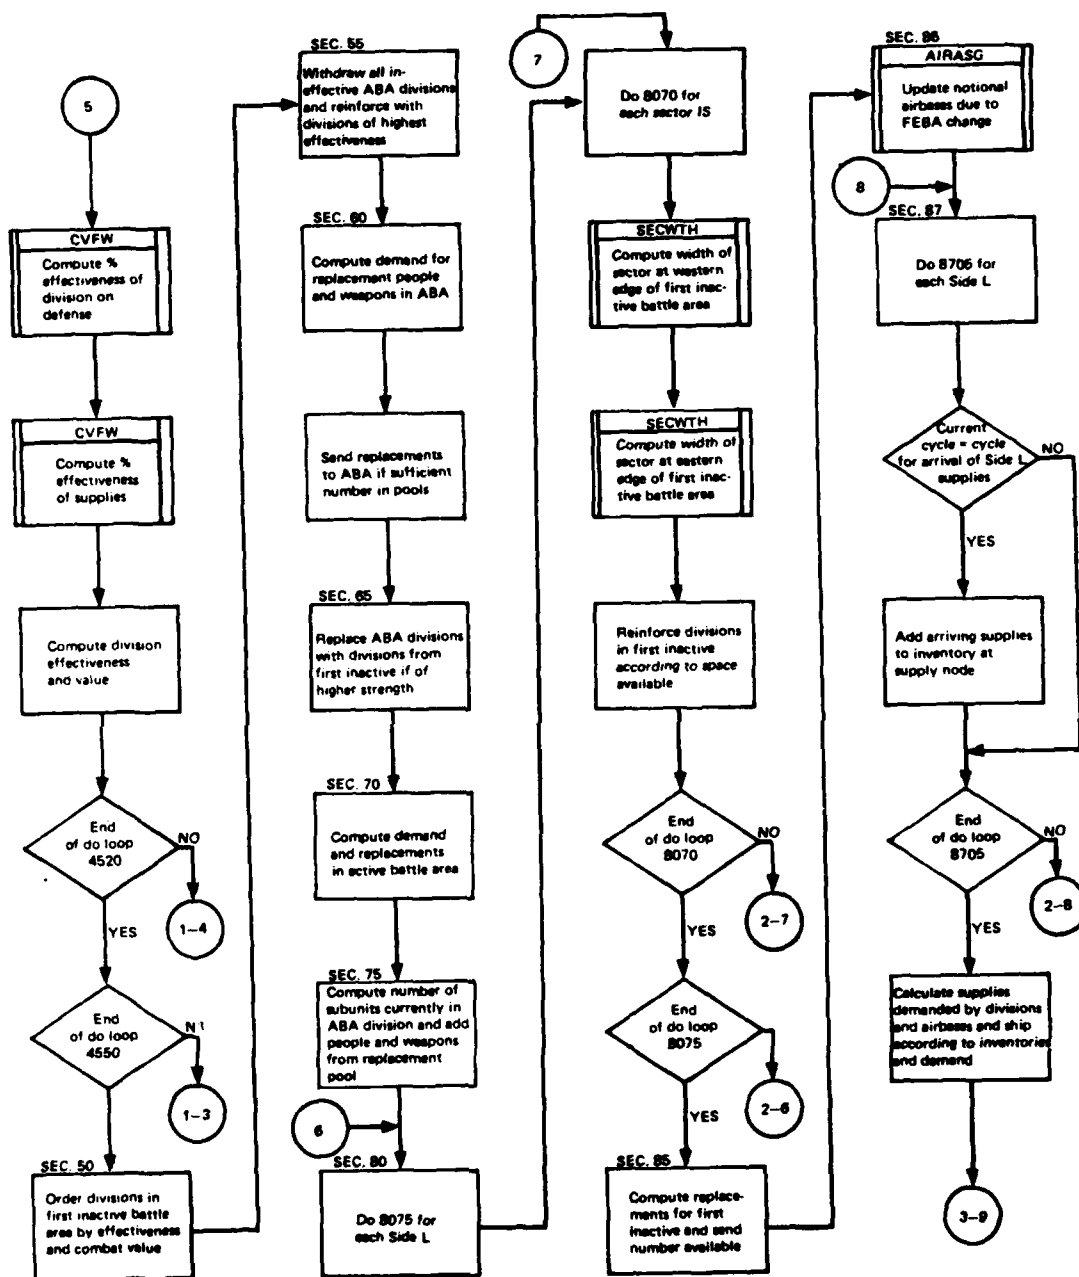 5
CVFW
Compute %
effectiveness of
division on
defense
CVFW
Compute %
effectiveness
of supplies
Compute division
effectiveness
and value
End
of do loop
4520
NO
1-4
YES
End
of do loop
4550
1-3
SEC. 50
Order divisions in
first inactive battle
area by effectiveness
and combat value
SEC. 55
Withdraw all in-
effective ABA divisions
and reinforce with
divisions of highest
effectiveness
SEC. 60
Compute demand for
replacement people
and weapons in ABA
Send replacements
to ABA if sufficient
number in pools
SEC. 65
Replace ABA divisions
with divisions from
first inactive if of
higher strength
SEC. 70
Compute demand
and replacements
in active battle area
SEC. 75
Compute number of
subunits currently in
ABA division and add
people and weapons
from replacement
pool
6
SEC. 80
Do 8075 for
each Side L
7
Do 8070 for
each sector IS
SECWTH
Compute width of
sector at western
edge of first inac-
tive battle area
SECWTH
Compute width of
sector at eastern
edge of first inac-
tive battle area
Reinforce divisions
in first inactive
according to space
available
End
of do loop
8070
NO
2-7
YES
End
of do loop
8075
NO
2-6
YES
SEC. 85
Compute replace-
ments for first
inactive and send
number available
SEC. 86
AIRASG
Update notional
airbases due to
FEBA change
8
SEC. 87
Do 8705 for
each Side L
Current
cycle = cycle
for arrival of Side L
supplies
NO
YES
Add arriving supplies
to inventory at
supply node
End
of do loop
8705
NO
2-8
YES
Calculate supplies
demanded by divisions
and airbases and ship
according to inventories
and demand
3-9